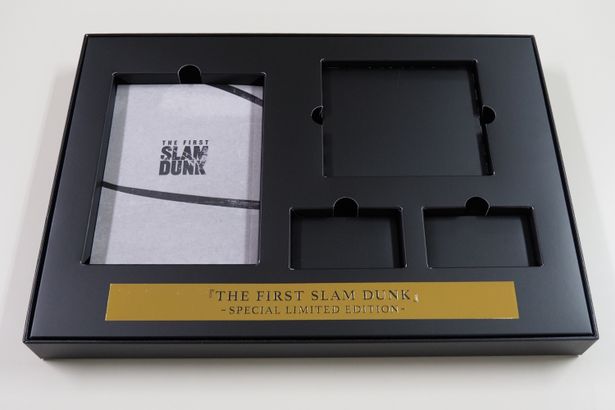 THE FIRST
SLAM
DUNK
『THE FIRST SLAM DUNK』
-SPECIAL LIMITED EDITION-